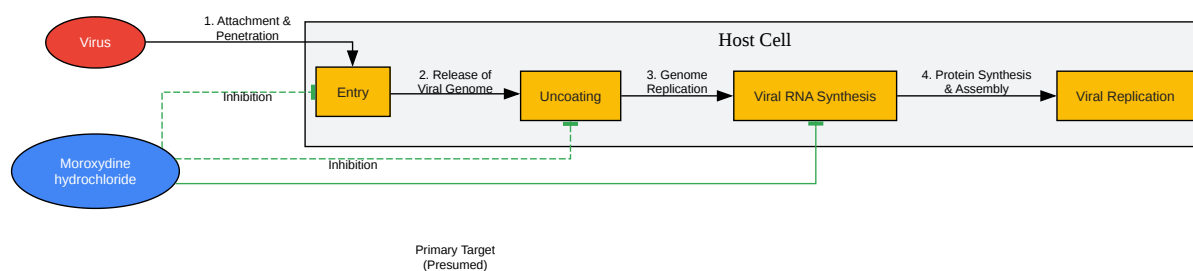 1. Attachment &
Penetration
Virus
Host Cell
Entry
2. Release of
Viral Genome
Uncoating
3. Genome
Replication
Viral RNA Synthesis
4. Protein Synthesis
& Assembly
Viral Replication
Inhibition
Moroxydine
hydrochloride
Inhibition
Primary Target
(Presumed)